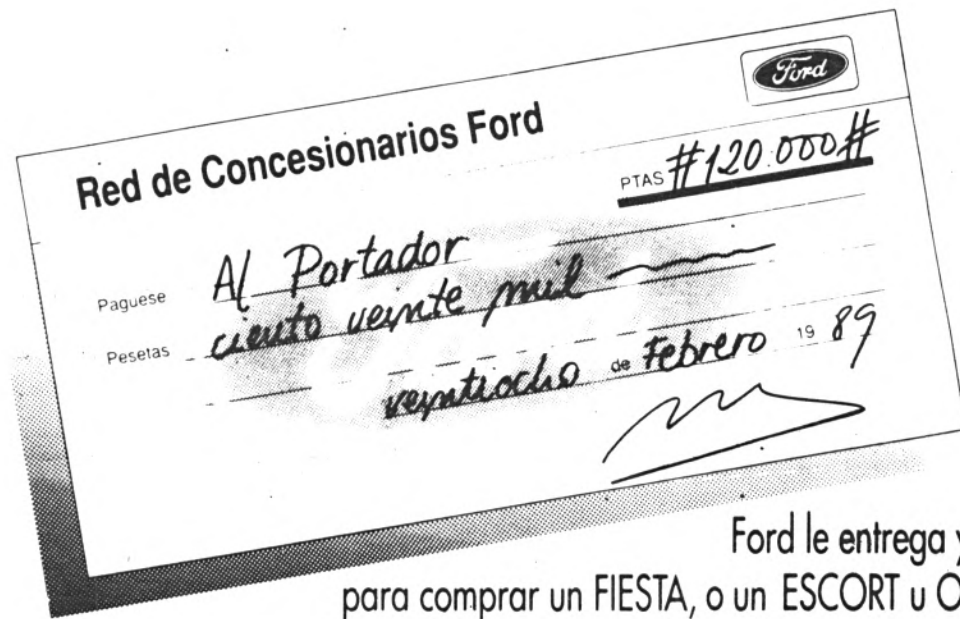 Ford
Red de Concesionarios Ford
PTAS #120.000#
Paguese Al Portador
Pesetas ciento veinte mil
veintiocho de Febrero 19 89
Ford le entrega y
para comprar un FIESTA, o un ESCORT u O